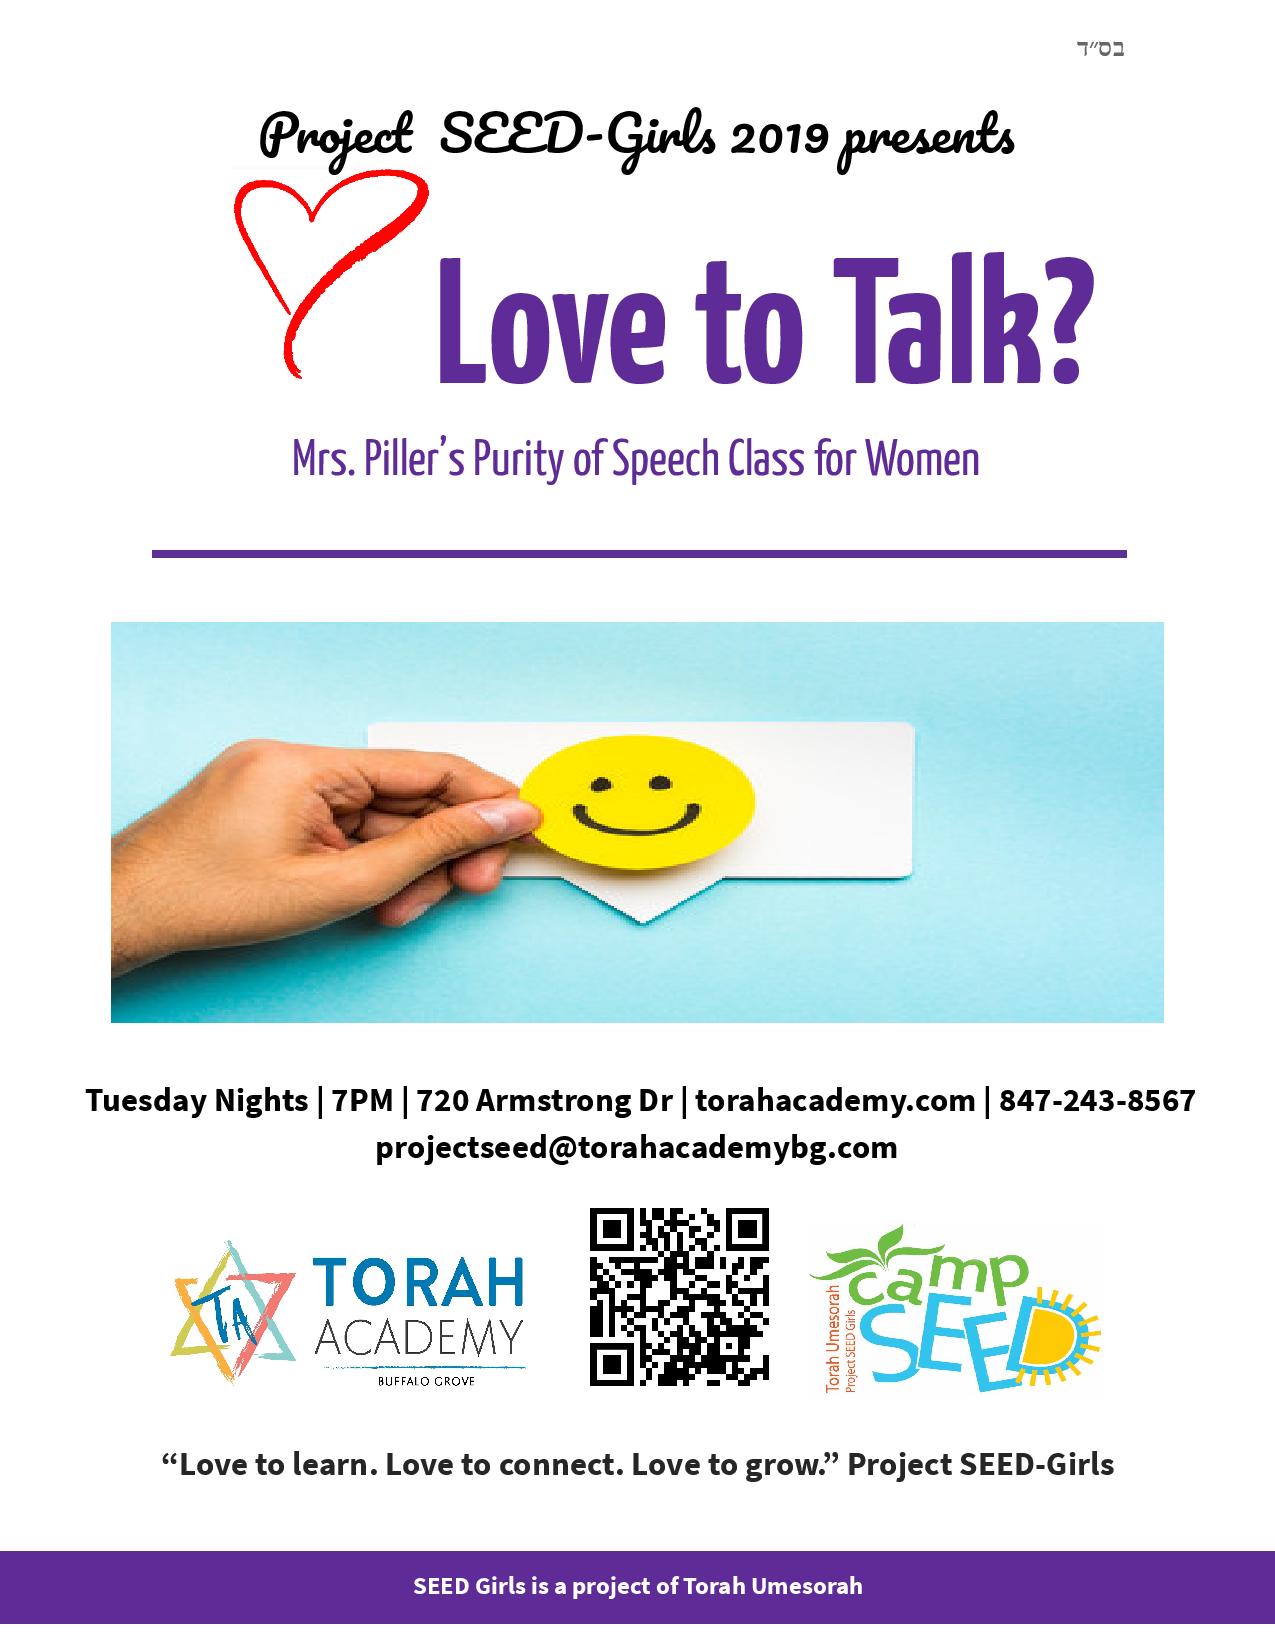 בס״ד
Project SEED-Girls 2019 presents
Love to Talk?
Mrs. Piller’s Purity of Speech Class for Women
Tuesday Nights | 7PM | 720 Armstrong Dr | torahacademy.com | 847-243-8567
projectseed@torahacademybg.com
TA
TORAH
ACADEMY
BUFFALO GROVE
camp
SEED
Torah Umesorah
Project SEED Girls
“Love to learn. Love to connect. Love to grow.” Project SEED-Girls
SEED Girls is a project of Torah Umesorah